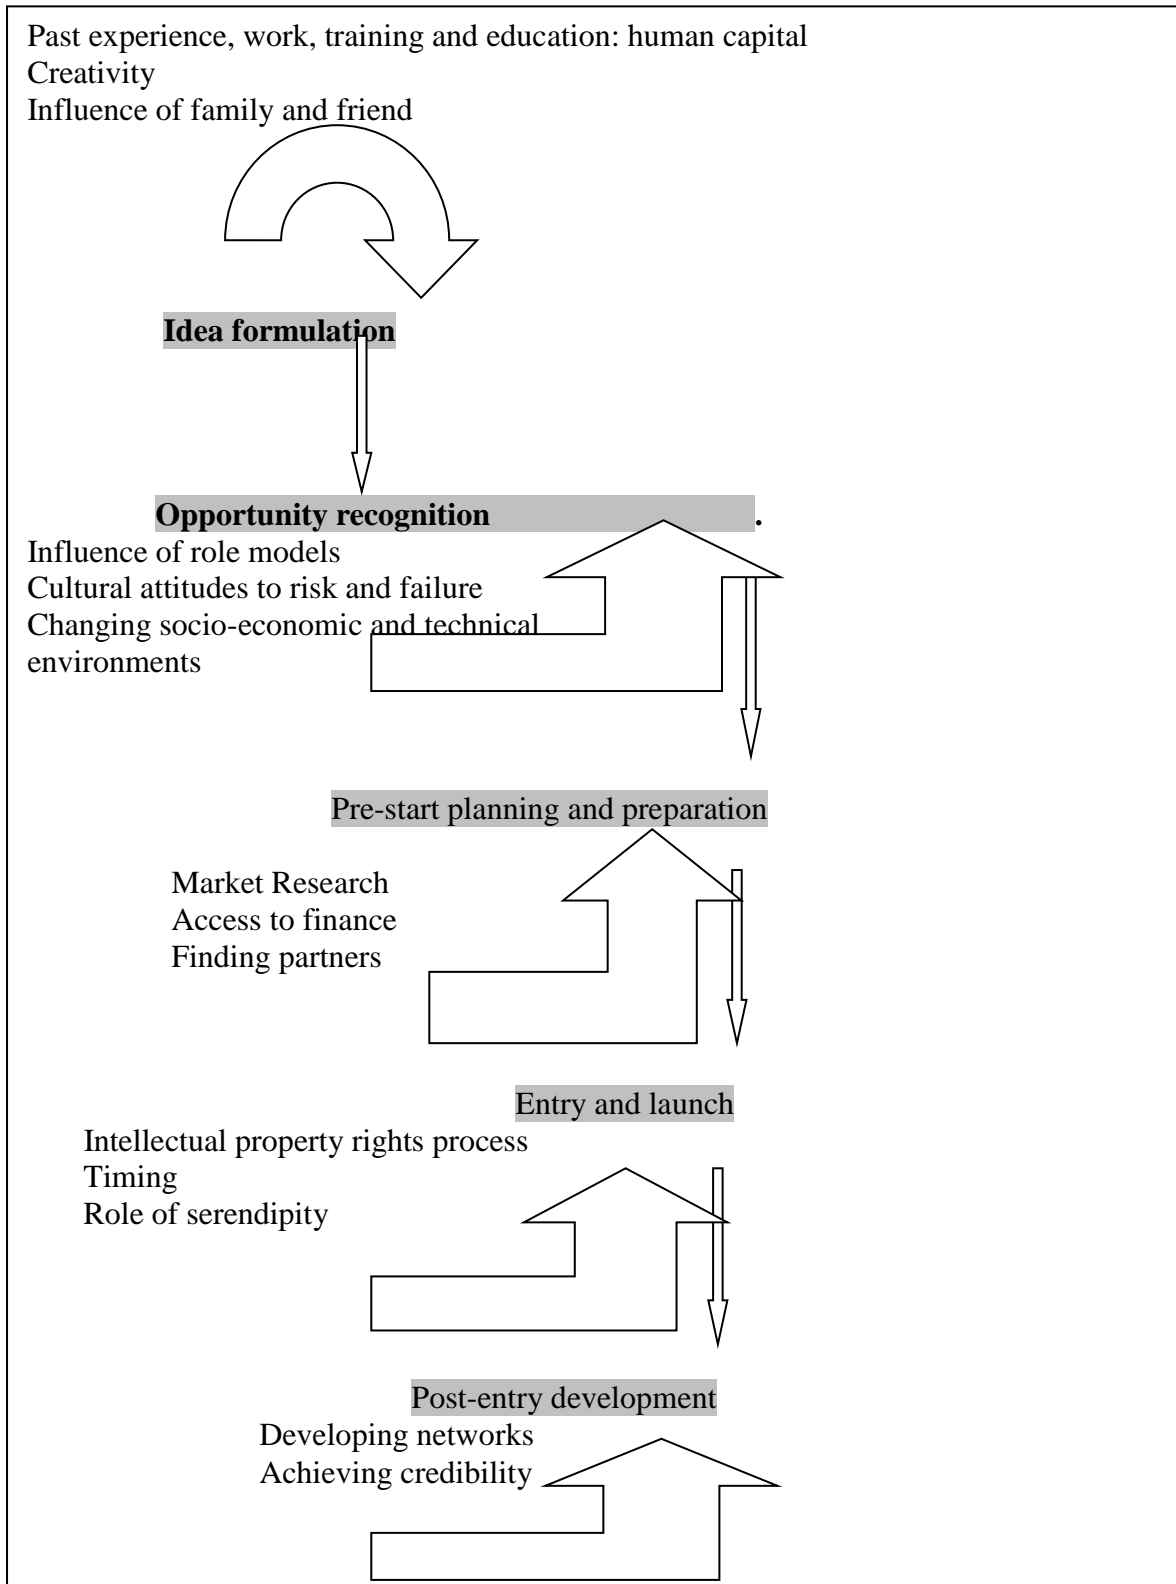 Past experience, work, training and education: human capital
Creativity
Influence of family and friend
Idea formulation
Opportunity recognition .
Influence of role models
Cultural attitudes to risk and failure
Changing socio-economic and technical
environments
Pre-start planning and preparation
Market Research
Access to finance
Finding partners
Entry and launch
Intellectual property rights process
Timing
Role of serendipity
Post-entry development
Developing networks
Achieving credibility